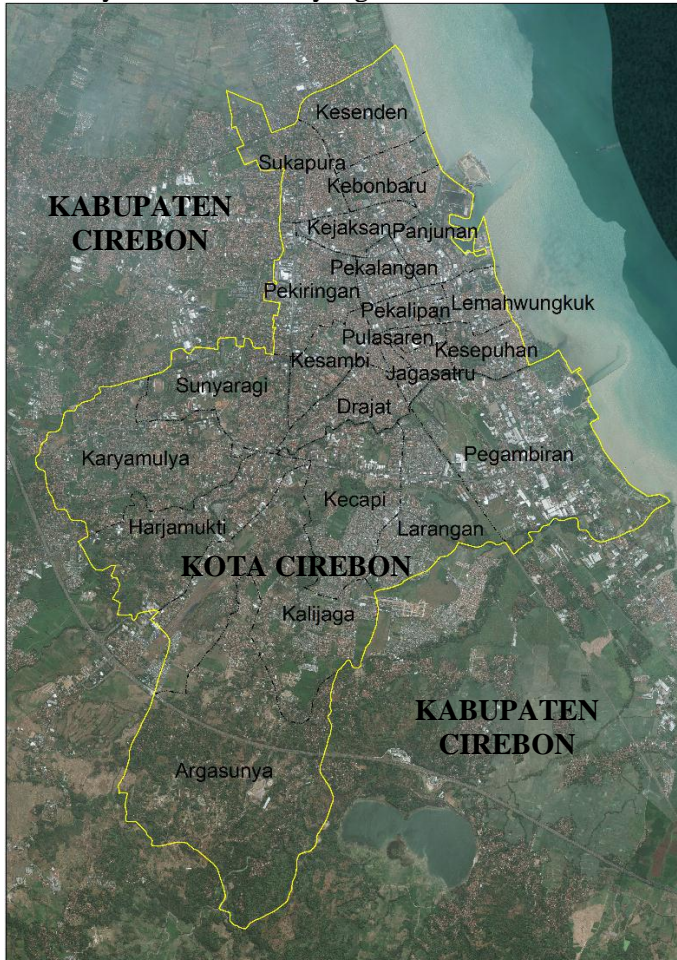 Kesenden
Sukapura
Kebonbaru
KABUPATEN
CIREBON
Kejaksan
Panjunan
Pekalangan
Pekiringan
Lemahwungkuk
Pekalipan
Pulasaren
Kesepuhan
Kesambi
Jagasatru
Sunyaragi
Drajat
Karyamulya
Pegambiran
Kecapi
Harjamukti
Larangan
KOTA CIREBON
Kalijaga
KABUPATEN
CIREBON
Argasunya